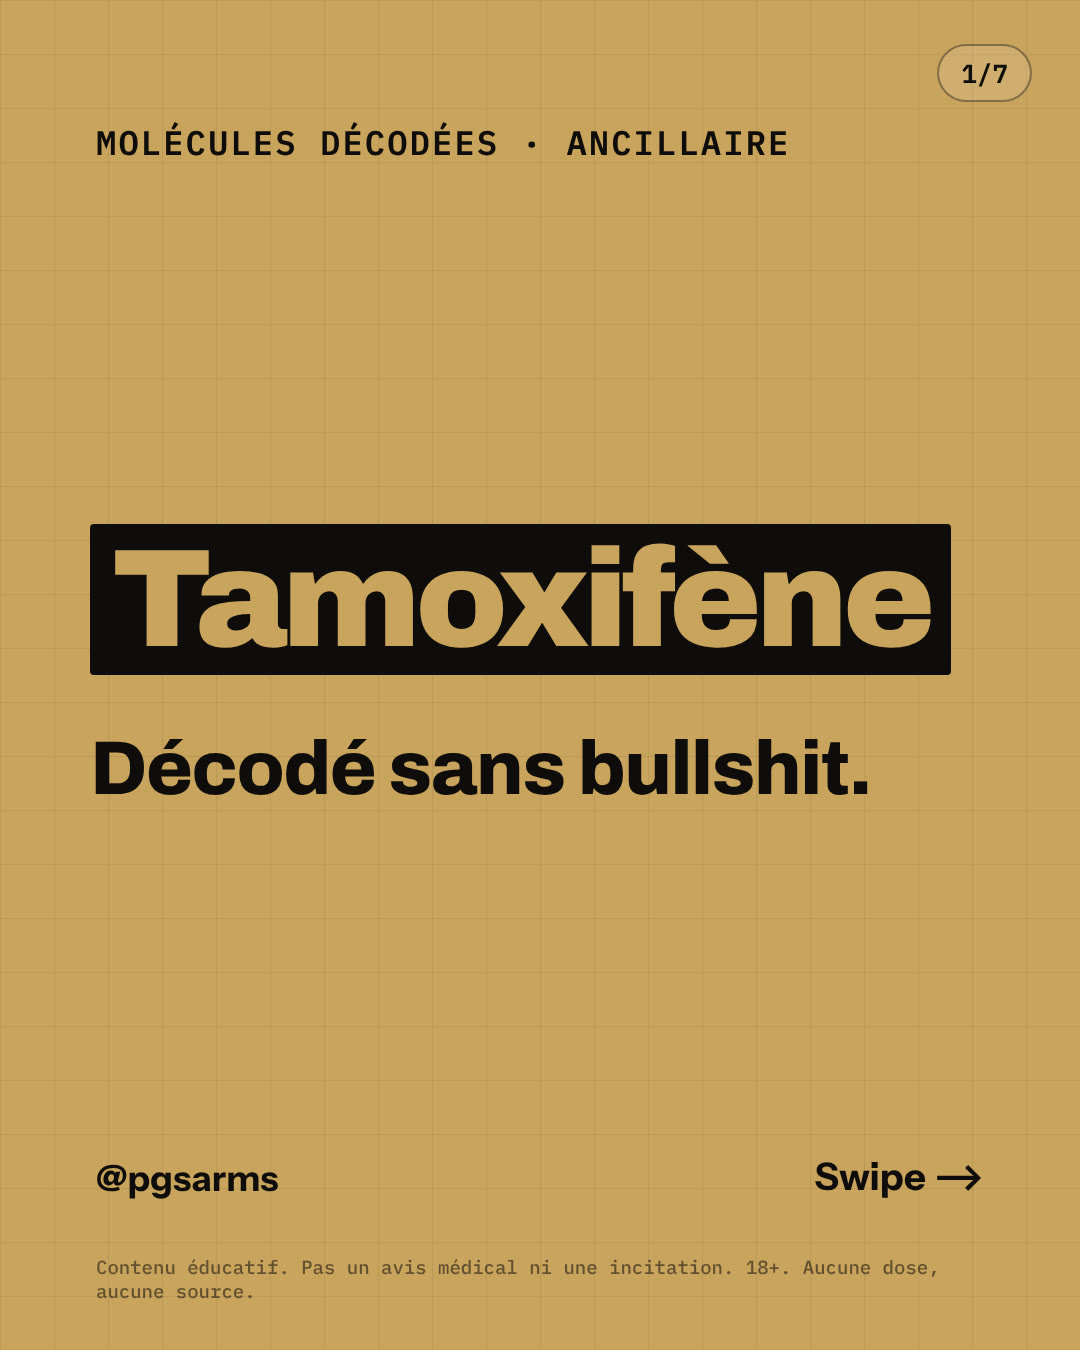 1/7
MOLÉCULES DÉCODÉES · ANCILLAIRE
Tamoxifène
Décodé sans bullshit.
@pgsarms
Swipe →
Contenu éducatif. Pas un avis médical ni une incitation. 18+. Aucune dose,
aucune source.